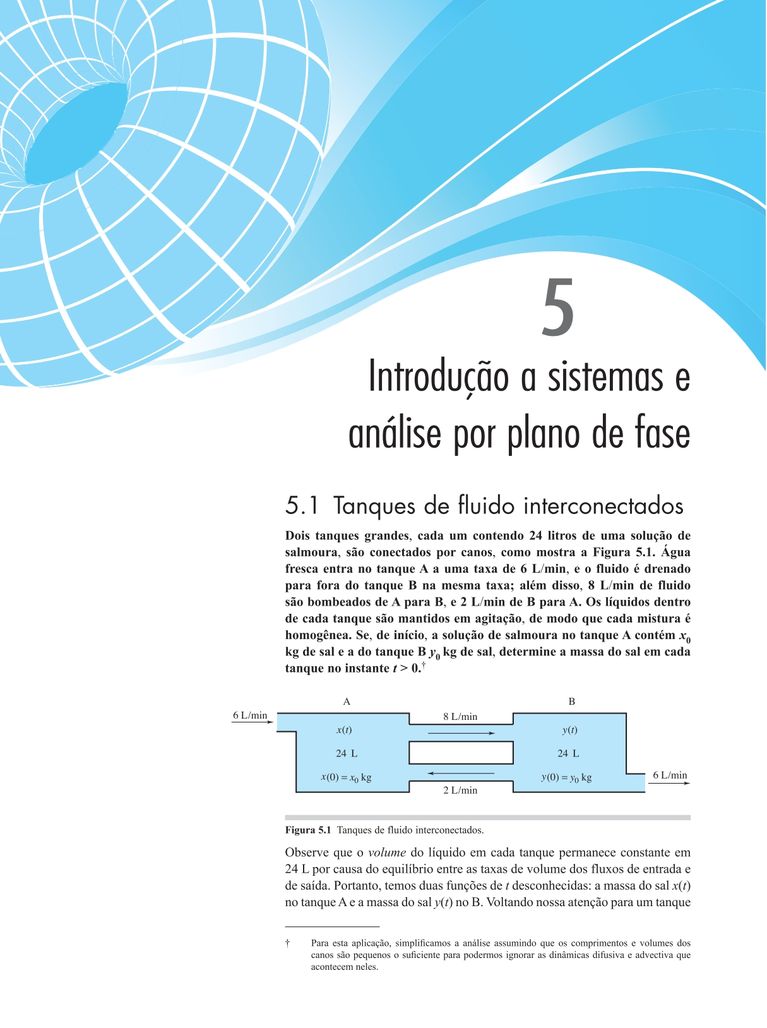 5
Introdução a sistemas e
análise por plano de fase
5.1 Tanques de fluido interconectados
Dois tanques grandes, cada um contendo 24 litros de uma solução de
salmoura, são conectados por canos, como mostra a Figura 5.1. Água
fresca entra no tanque A a uma taxa de 6 L/min, e o fluido é drenado
para fora do tanque B na mesma taxa; além disso, 8 L/min de fluido
são bombeados de A para B, e 2 L/min de B para A. Os líquidos dentro
de cada tanque são mantidos em agitação, de modo que cada mistura é
homogênea. Se, de início, a solução de salmoura no tanque A contém x₀
kg de sal e a do tanque B y₀ kg de sal, determine a massa do sal em cada
tanque no instante t > 0.†
A
B
6 L/min
8 L/min
x(t)
y(t)
24 L
24 L
x(0) = x₀ kg
y(0) = y₀ kg
6 L/min
2 L/min
Figura 5.1 Tanques de fluido interconectados.
Observe que o volume do líquido em cada tanque permanece constante em
24 L por causa do equilíbrio entre as taxas de volume dos fluxos de entrada e
de saída. Portanto, temos duas funções de t desconhecidas: a massa do sal x(t)
no tanque A e a massa do sal y(t) no B. Voltando nossa atenção para um tanque
† Para esta aplicação, simplificamos a análise assumindo que os comprimentos e volumes dos
canos são pequenos o suficiente para podermos ignorar as dinâmicas difusiva e advectiva que
acontecem neles.